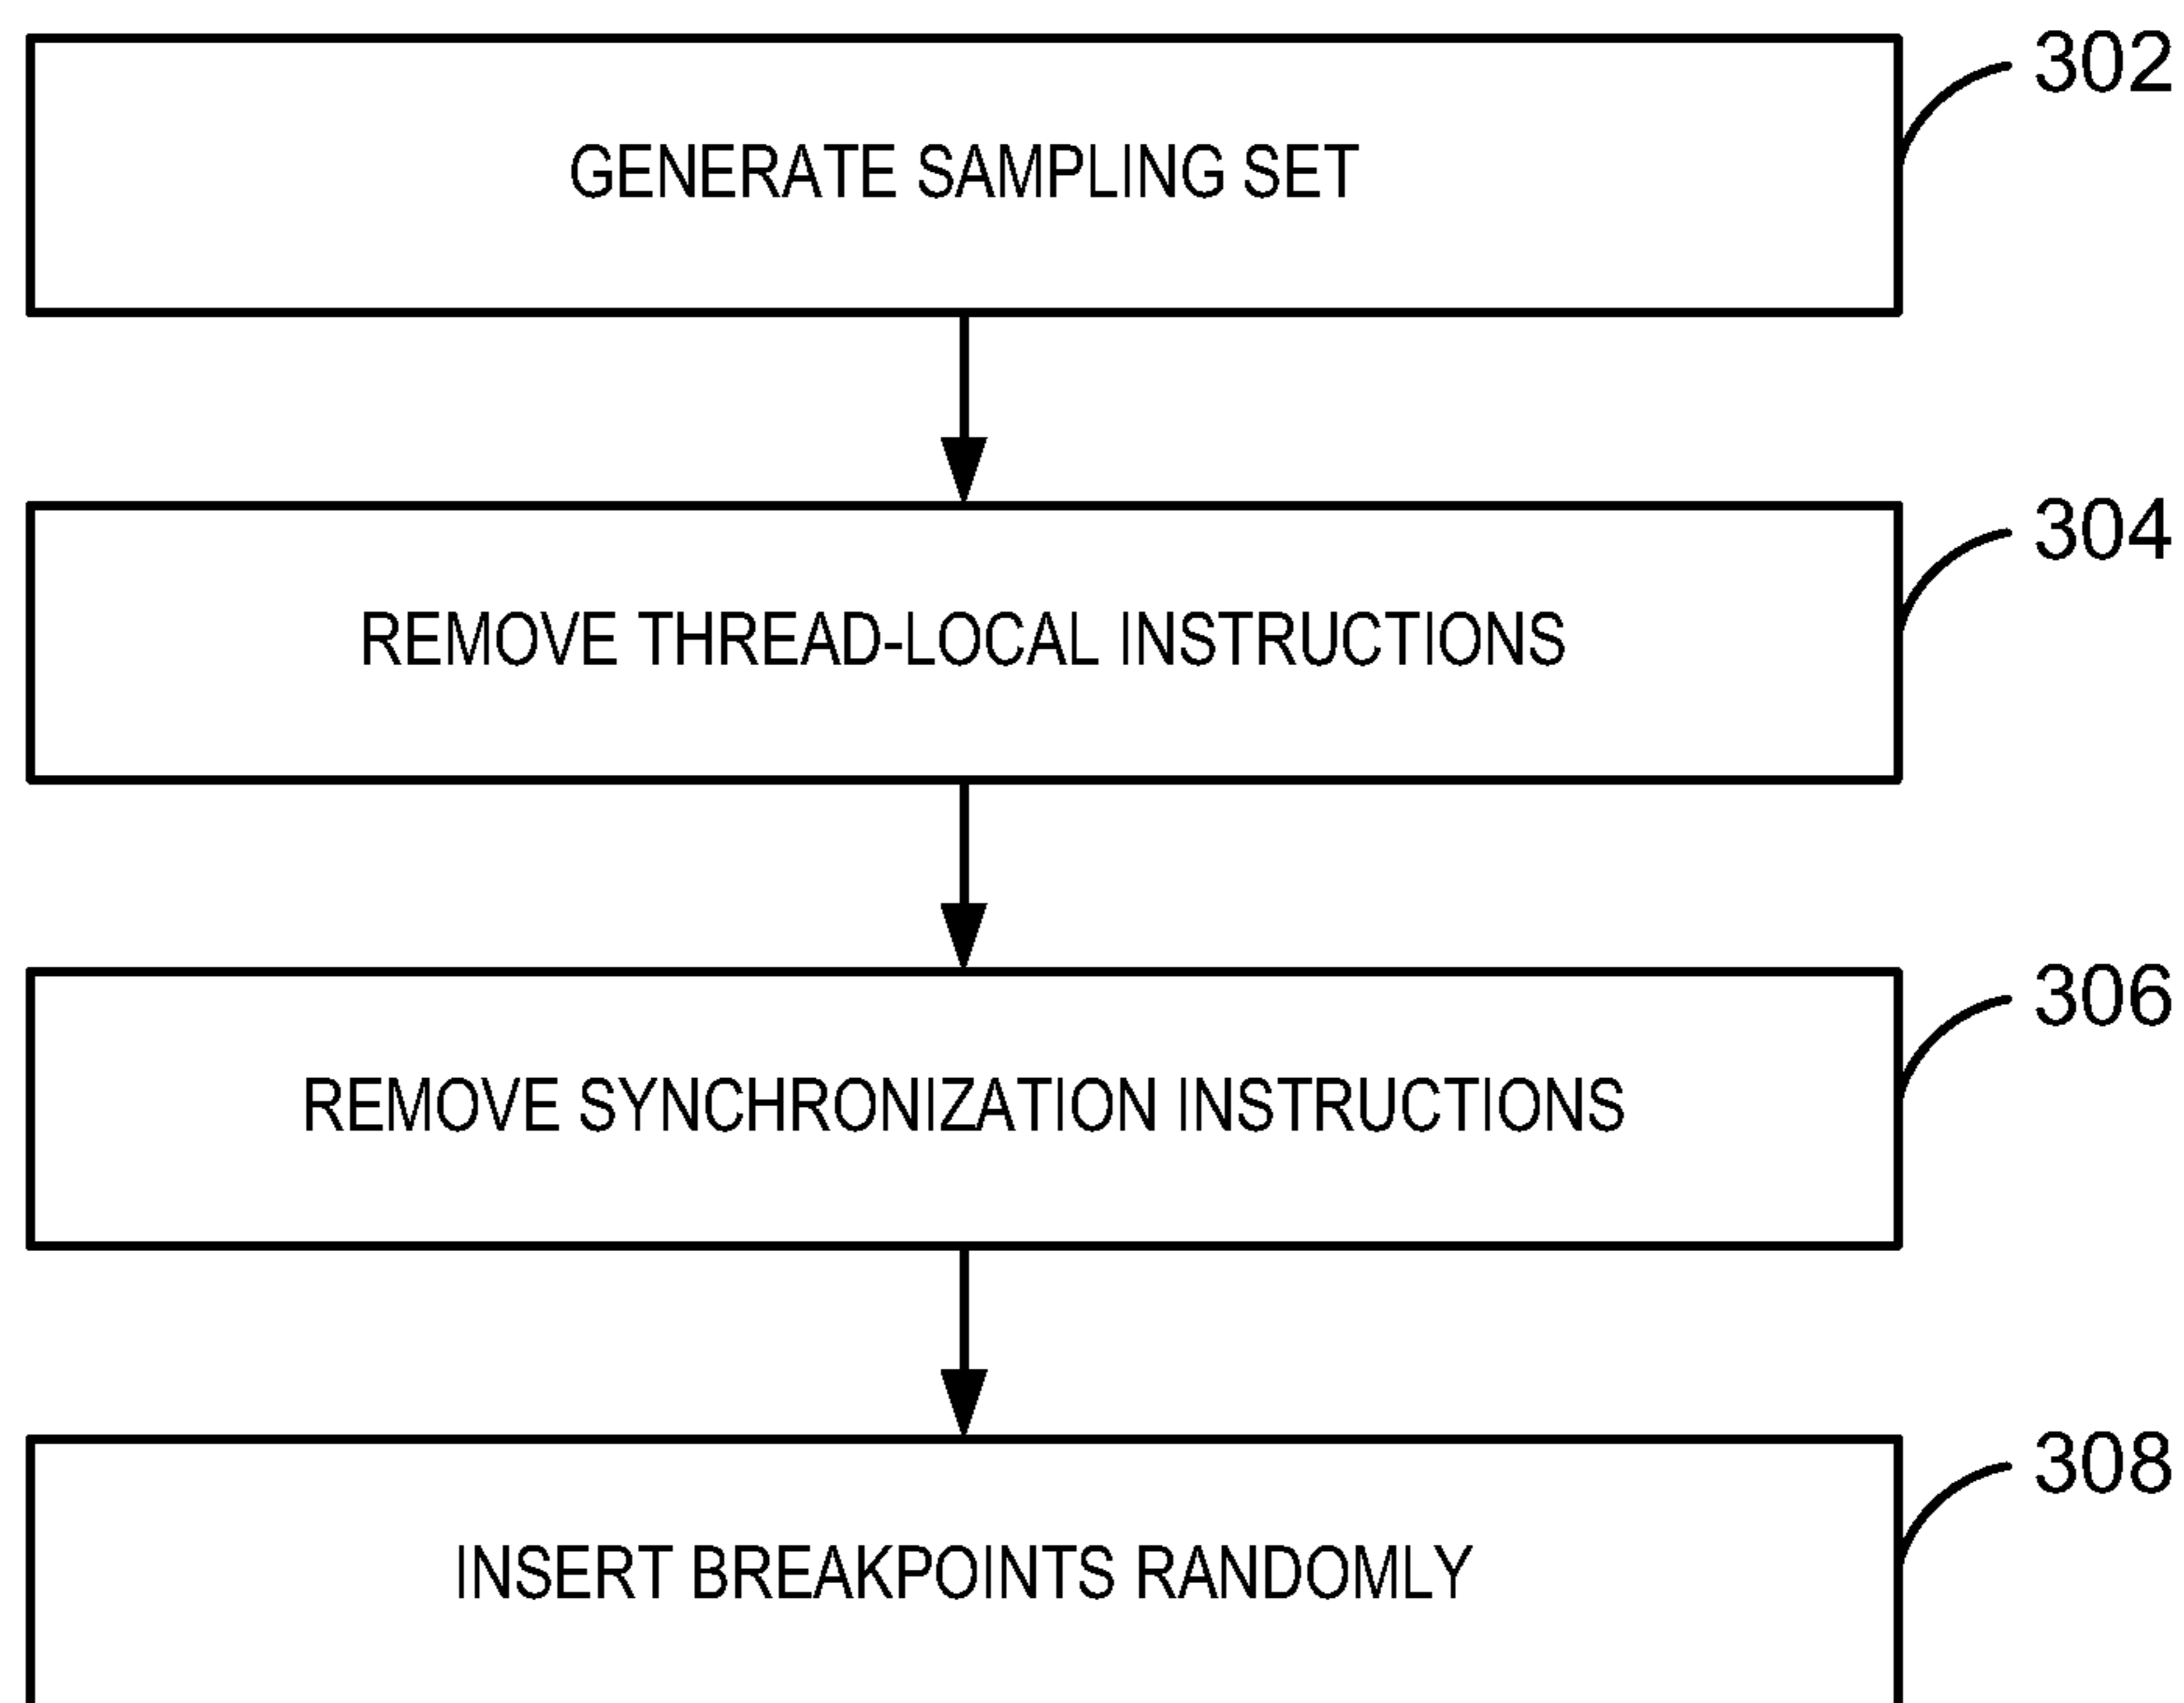 302
GENERATE SAMPLING SET
304
REMOVE THREAD-LOCAL INSTRUCTIONS
306
REMOVE SYNCHRONIZATION INSTRUCTIONS
308
INSERT BREAKPOINTS RANDOMLY